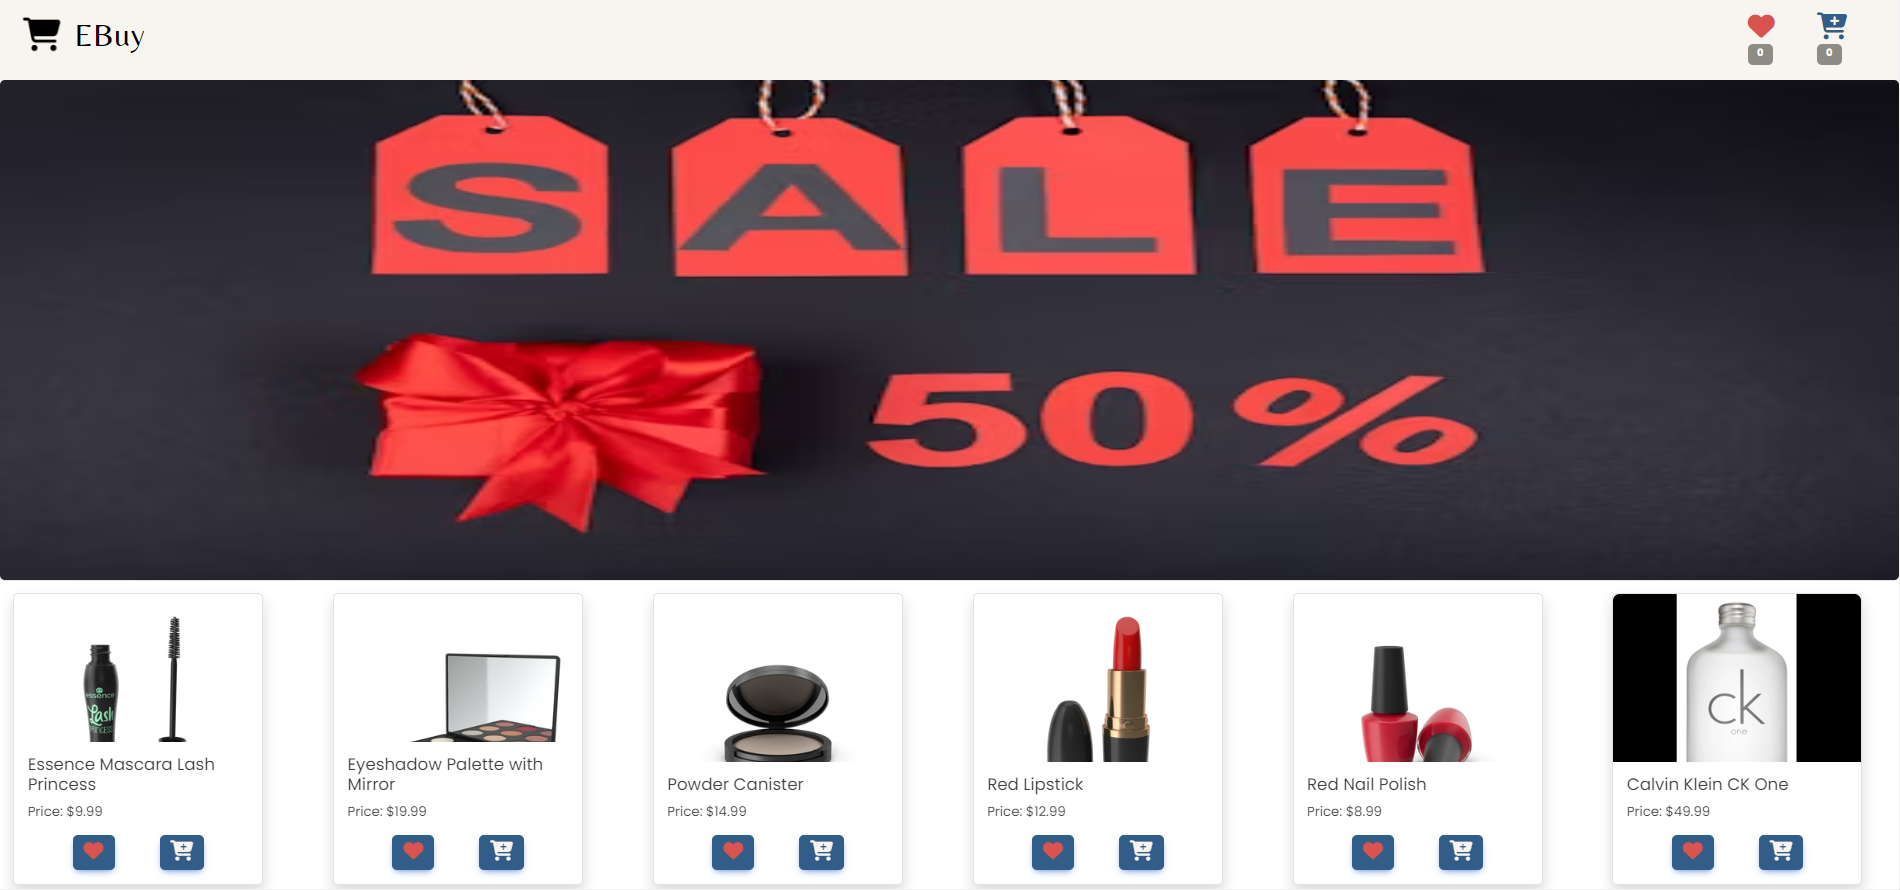 EBuy
0
0
S A L E
50%
essence
Lash
PRINCESS
ck
one
Essence Mascara Lash
Princess
Price: $9.99
Eyeshadow Palette with
Mirror
Price: $19.99
Powder Canister
Price: $14.99
Red Lipstick
Price: $12.99
Red Nail Polish
Price: $8.99
Calvin Klein CK One
Price: $49.99